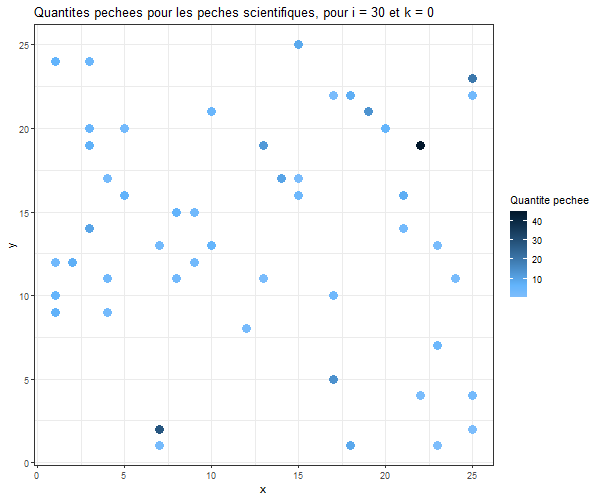 Quantites pechees pour les peches scientifiques, pour i = 30 et k = 0
25
20
15
10
5
0
y
0 5 10 15 20 25
x
Quantite pechee
40
30
20
10